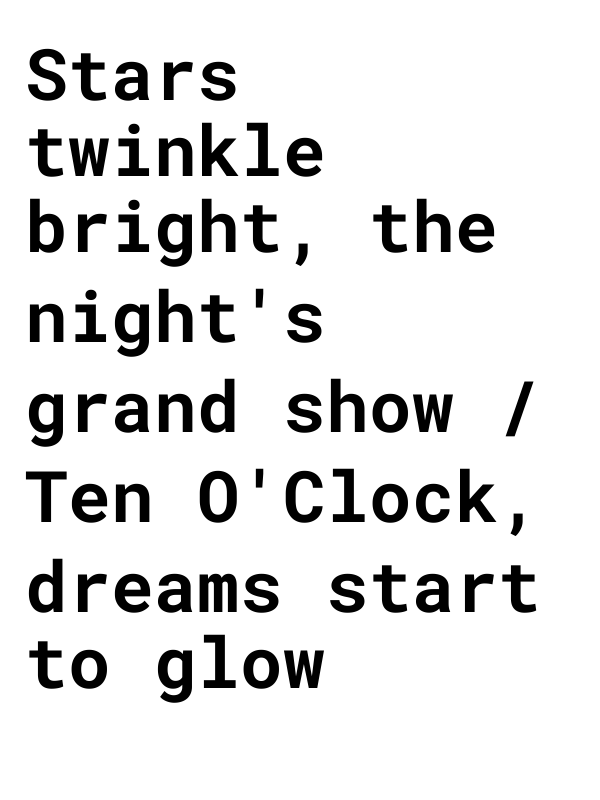 Stars
twinkle
bright, the
night's
grand show /
Ten O'Clock,
dreams start
to glow